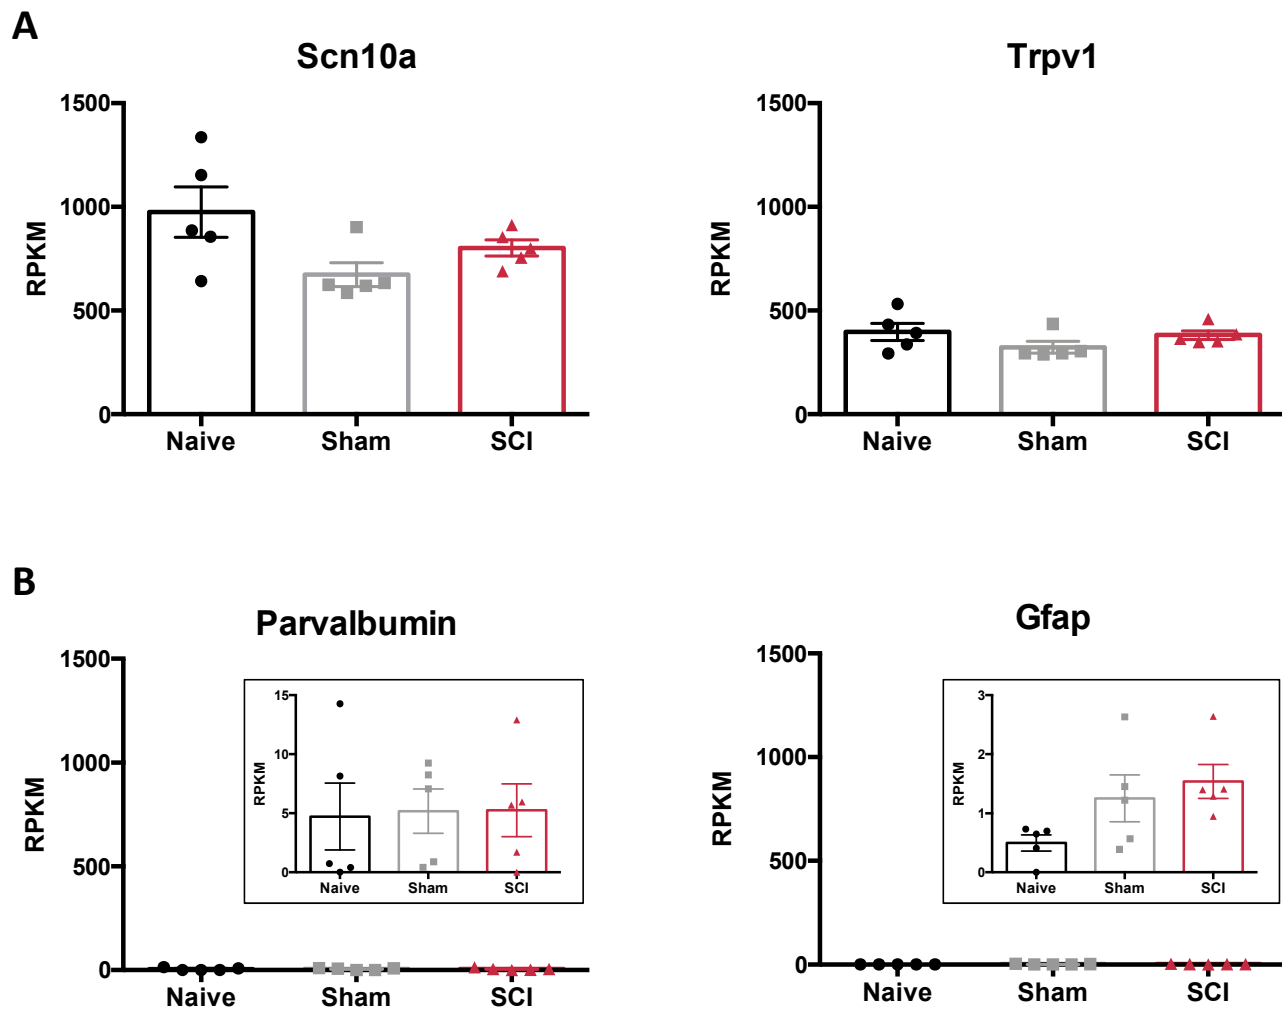 A
Scn10a
1500
1000
500
0
RPKM
Naive Sham SCI
Trpv1
1500
1000
500
0
RPKM
Naive Sham SCI
B
Parvalbumin
1500
1000
500
0
RPKM
15
10
5
0
RPKM
Naive Sham SCI
Naive Sham SCI
Gfap
1500
1000
500
0
RPKM
3
2
1
0
RPKM
Naive Sham SCI
Naive Sham SCI